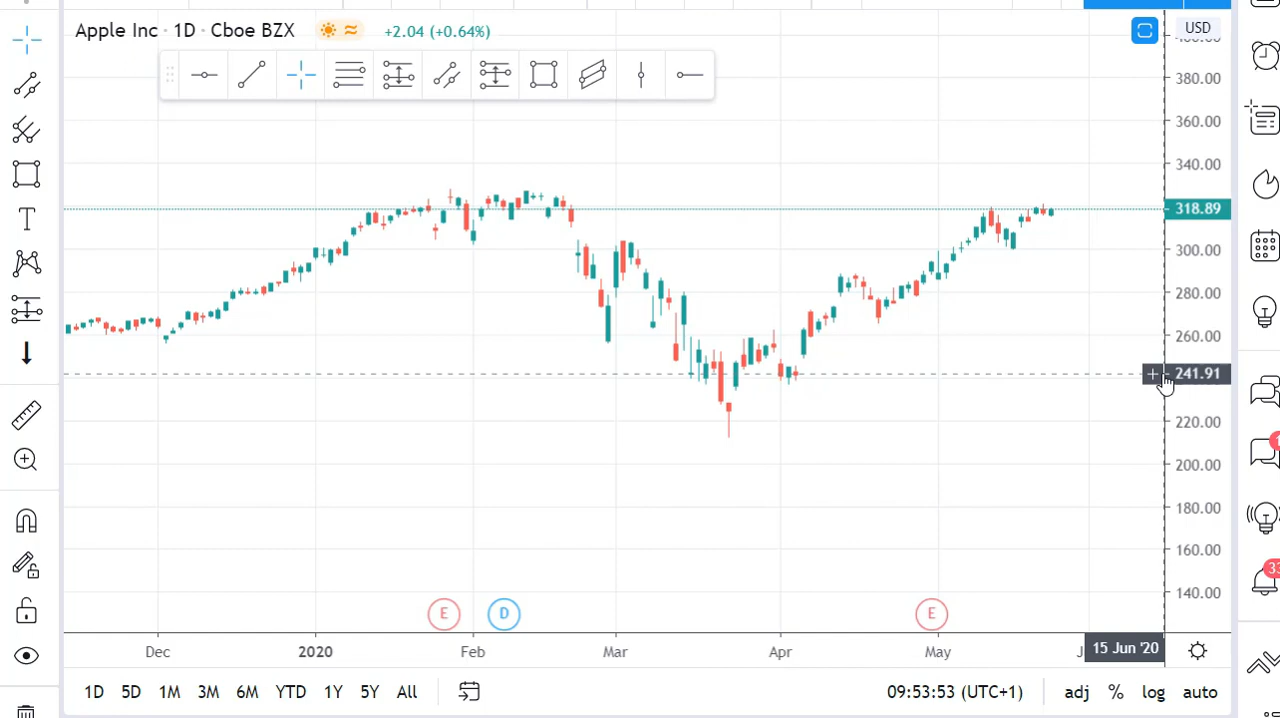 Apple Inc · 1D · Cboe BZX +2.04 (+0.64%)
USD
380.00
360.00
340.00
318.89
300.00
280.00
260.00
241.91
220.00
200.00
180.00
160.00
140.00
T
E D E
Dec 2020 Feb Mar Apr May 15 Jun '20
1D 5D 1M 3M 6M YTD 1Y 5Y All 09:53:53 (UTC+1) adj % log auto